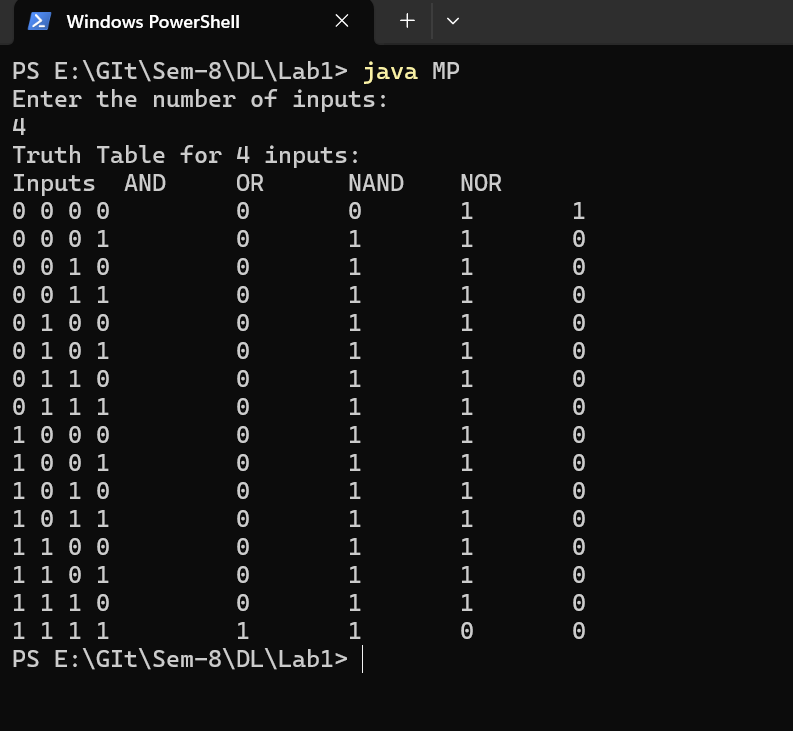 Windows PowerShell
PS E:\GIt\Sem-8\DL\Lab1> java MP
Enter the number of inputs:
4
Truth Table for 4 inputs:
Inputs  AND     OR      NAND    NOR
0 0 0 0         0       0       1       1
0 0 0 1         0       1       1       0
0 0 1 0         0       1       1       0
0 0 1 1         0       1       1       0
0 1 0 0         0       1       1       0
0 1 0 1         0       1       1       0
0 1 1 0         0       1       1       0
0 1 1 1         0       1       1       0
1 0 0 0         0       1       1       0
1 0 0 1         0       1       1       0
1 0 1 0         0       1       1       0
1 0 1 1         0       1       1       0
1 1 0 0         0       1       1       0
1 1 0 1         0       1       1       0
1 1 1 0         0       1       1       0
1 1 1 1         1       1       0       0
PS E:\GIt\Sem-8\DL\Lab1>